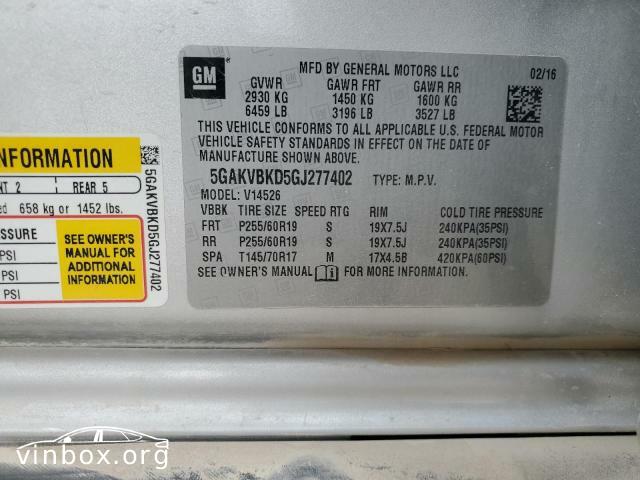 GM
MFD BY GENERAL MOTORS LLC 02/16
GVWR GAWR FRT GAWR RR
2930 KG 1450 KG 1600 KG
6459 LB 3196 LB 3527 LB
THIS VEHICLE CONFORMS TO ALL APPLICABLE U.S. FEDERAL MOTOR
VEHICLE SAFETY STANDARDS IN EFFECT ON THE DATE OF
MANUFACTURE SHOWN ABOVE.
5GAKVBKD5GJ277402 TYPE: M.P.V.
MODEL: V14526
VBBK TIRE SIZE SPEED RTG RIM COLD TIRE PRESSURE
FRT P255/60R19 S 19X7.5J 240KPA(35PSI)
RR P255/60R19 S 19X7.5J 240KPA(35PSI)
SPA T145/70R17 M 17X4.5B 420KPA(60PSI)
SEE OWNER'S MANUAL
NFORMATION
NT 2 REAR 5
ed 658 kg or 1452 lbs.
SSURE
PSI
PSI
PSI
SEE OWNER'S
MANUAL FOR
ADDITIONAL
INFORMATION
5GAKVBKD5GJ277402
vinbox.org